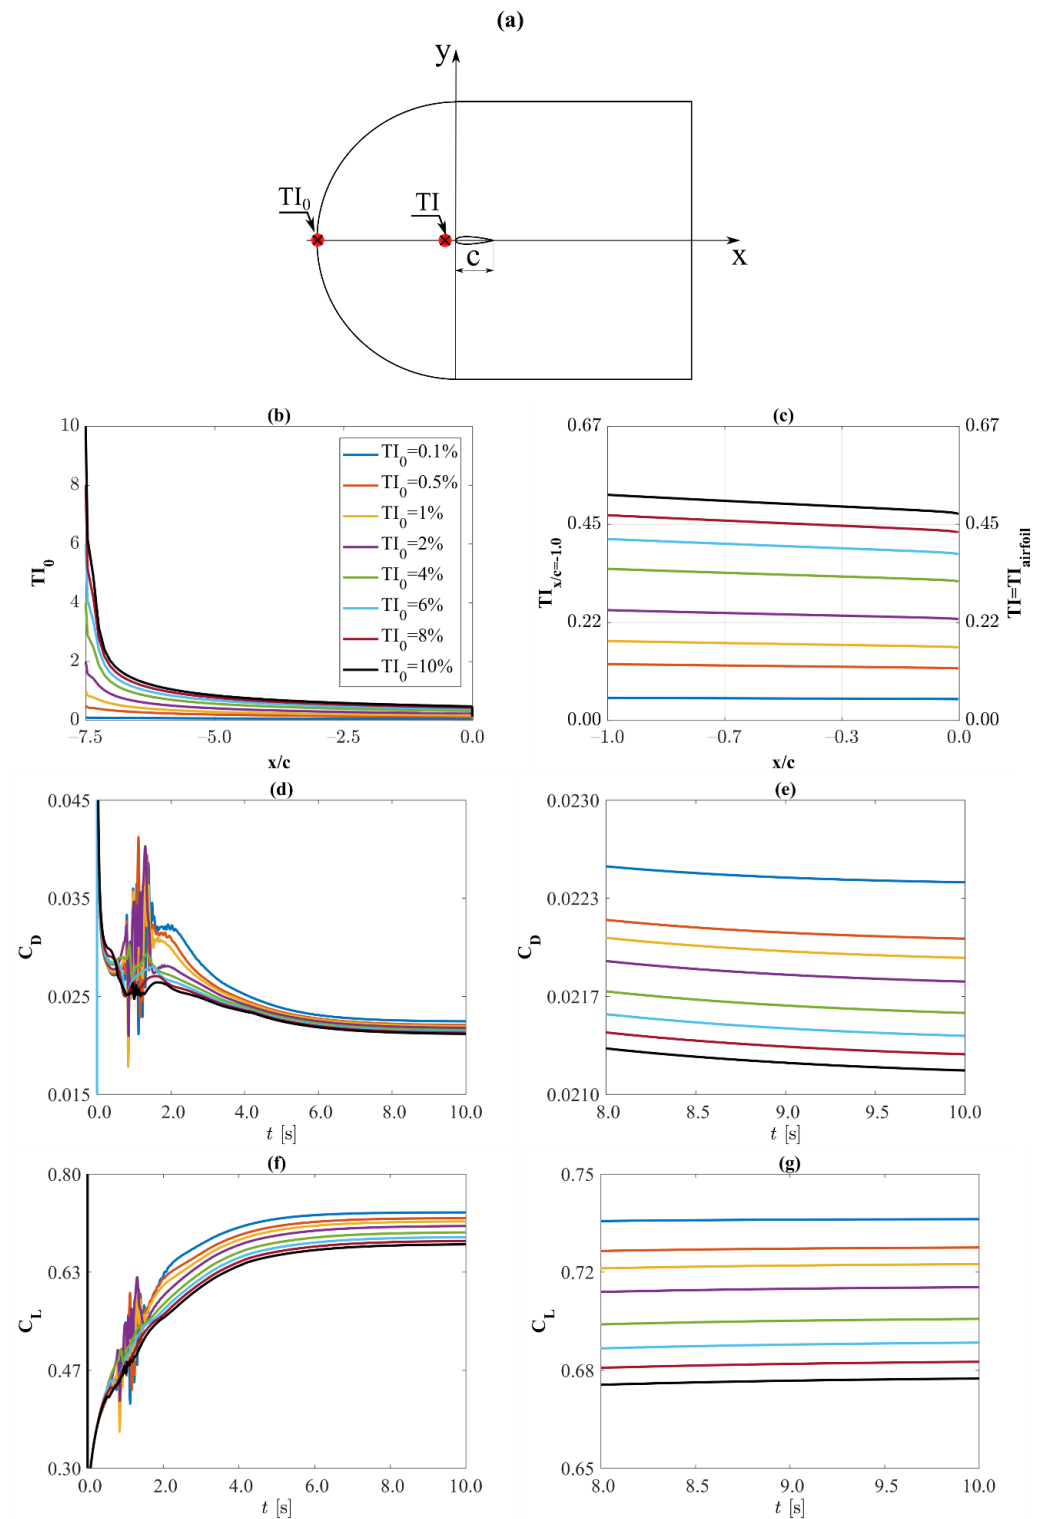 (a)
y
TI0
TI
c
x
(b)
10
8
6
4
2
0
TI0
−7.5
−5.0
−2.5
0.0
x/c
TI0=0.1%
TI0=0.5%
TI0=1%
TI0=2%
TI0=4%
TI0=6%
TI0=8%
TI0=10%
(c)
0.67
0.45
0.22
0.00
TIx/c=-1.0
0.67
0.45
0.22
0.00
TI=TIairfoil
−1.0
−0.7
−0.3
0.0
x/c
(d)
0.045
0.035
0.025
0.015
CD
0.0
2.0
4.0
6.0
8.0
10.0
t [s]
(e)
0.0230
0.0223
0.0217
0.0210
CD
8.0
8.5
9.0
9.5
10.0
t [s]
(f)
0.80
0.63
0.47
0.30
CL
0.0
2.0
4.0
6.0
8.0
10.0
t [s]
(g)
0.75
0.72
0.68
0.65
CL
8.0
8.5
9.0
9.5
10.0
t [s]